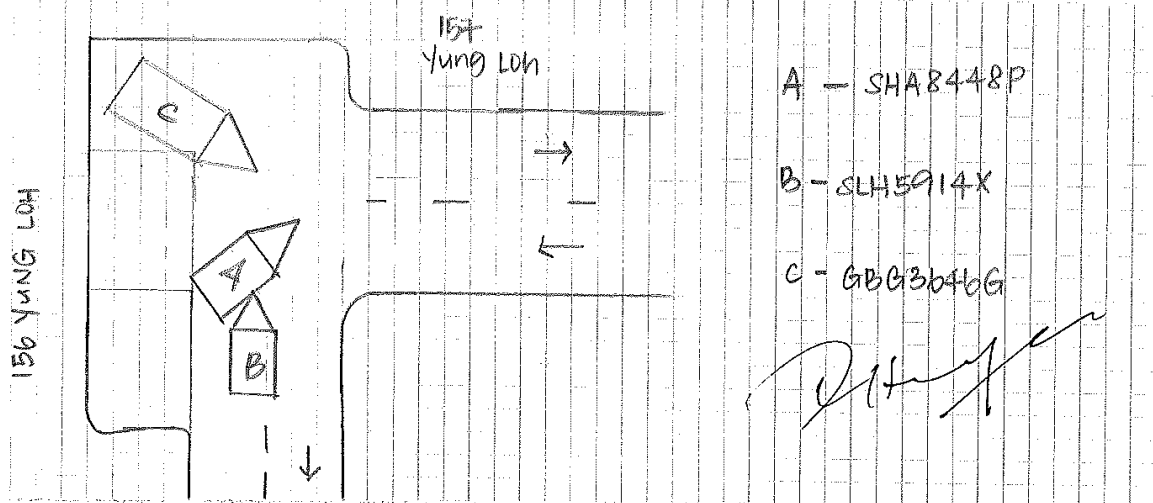 157
Yung Loh
A - SHA8448P
B - SLH5914X
C - GBG3646G
C
A
B
156 YUNG LOH